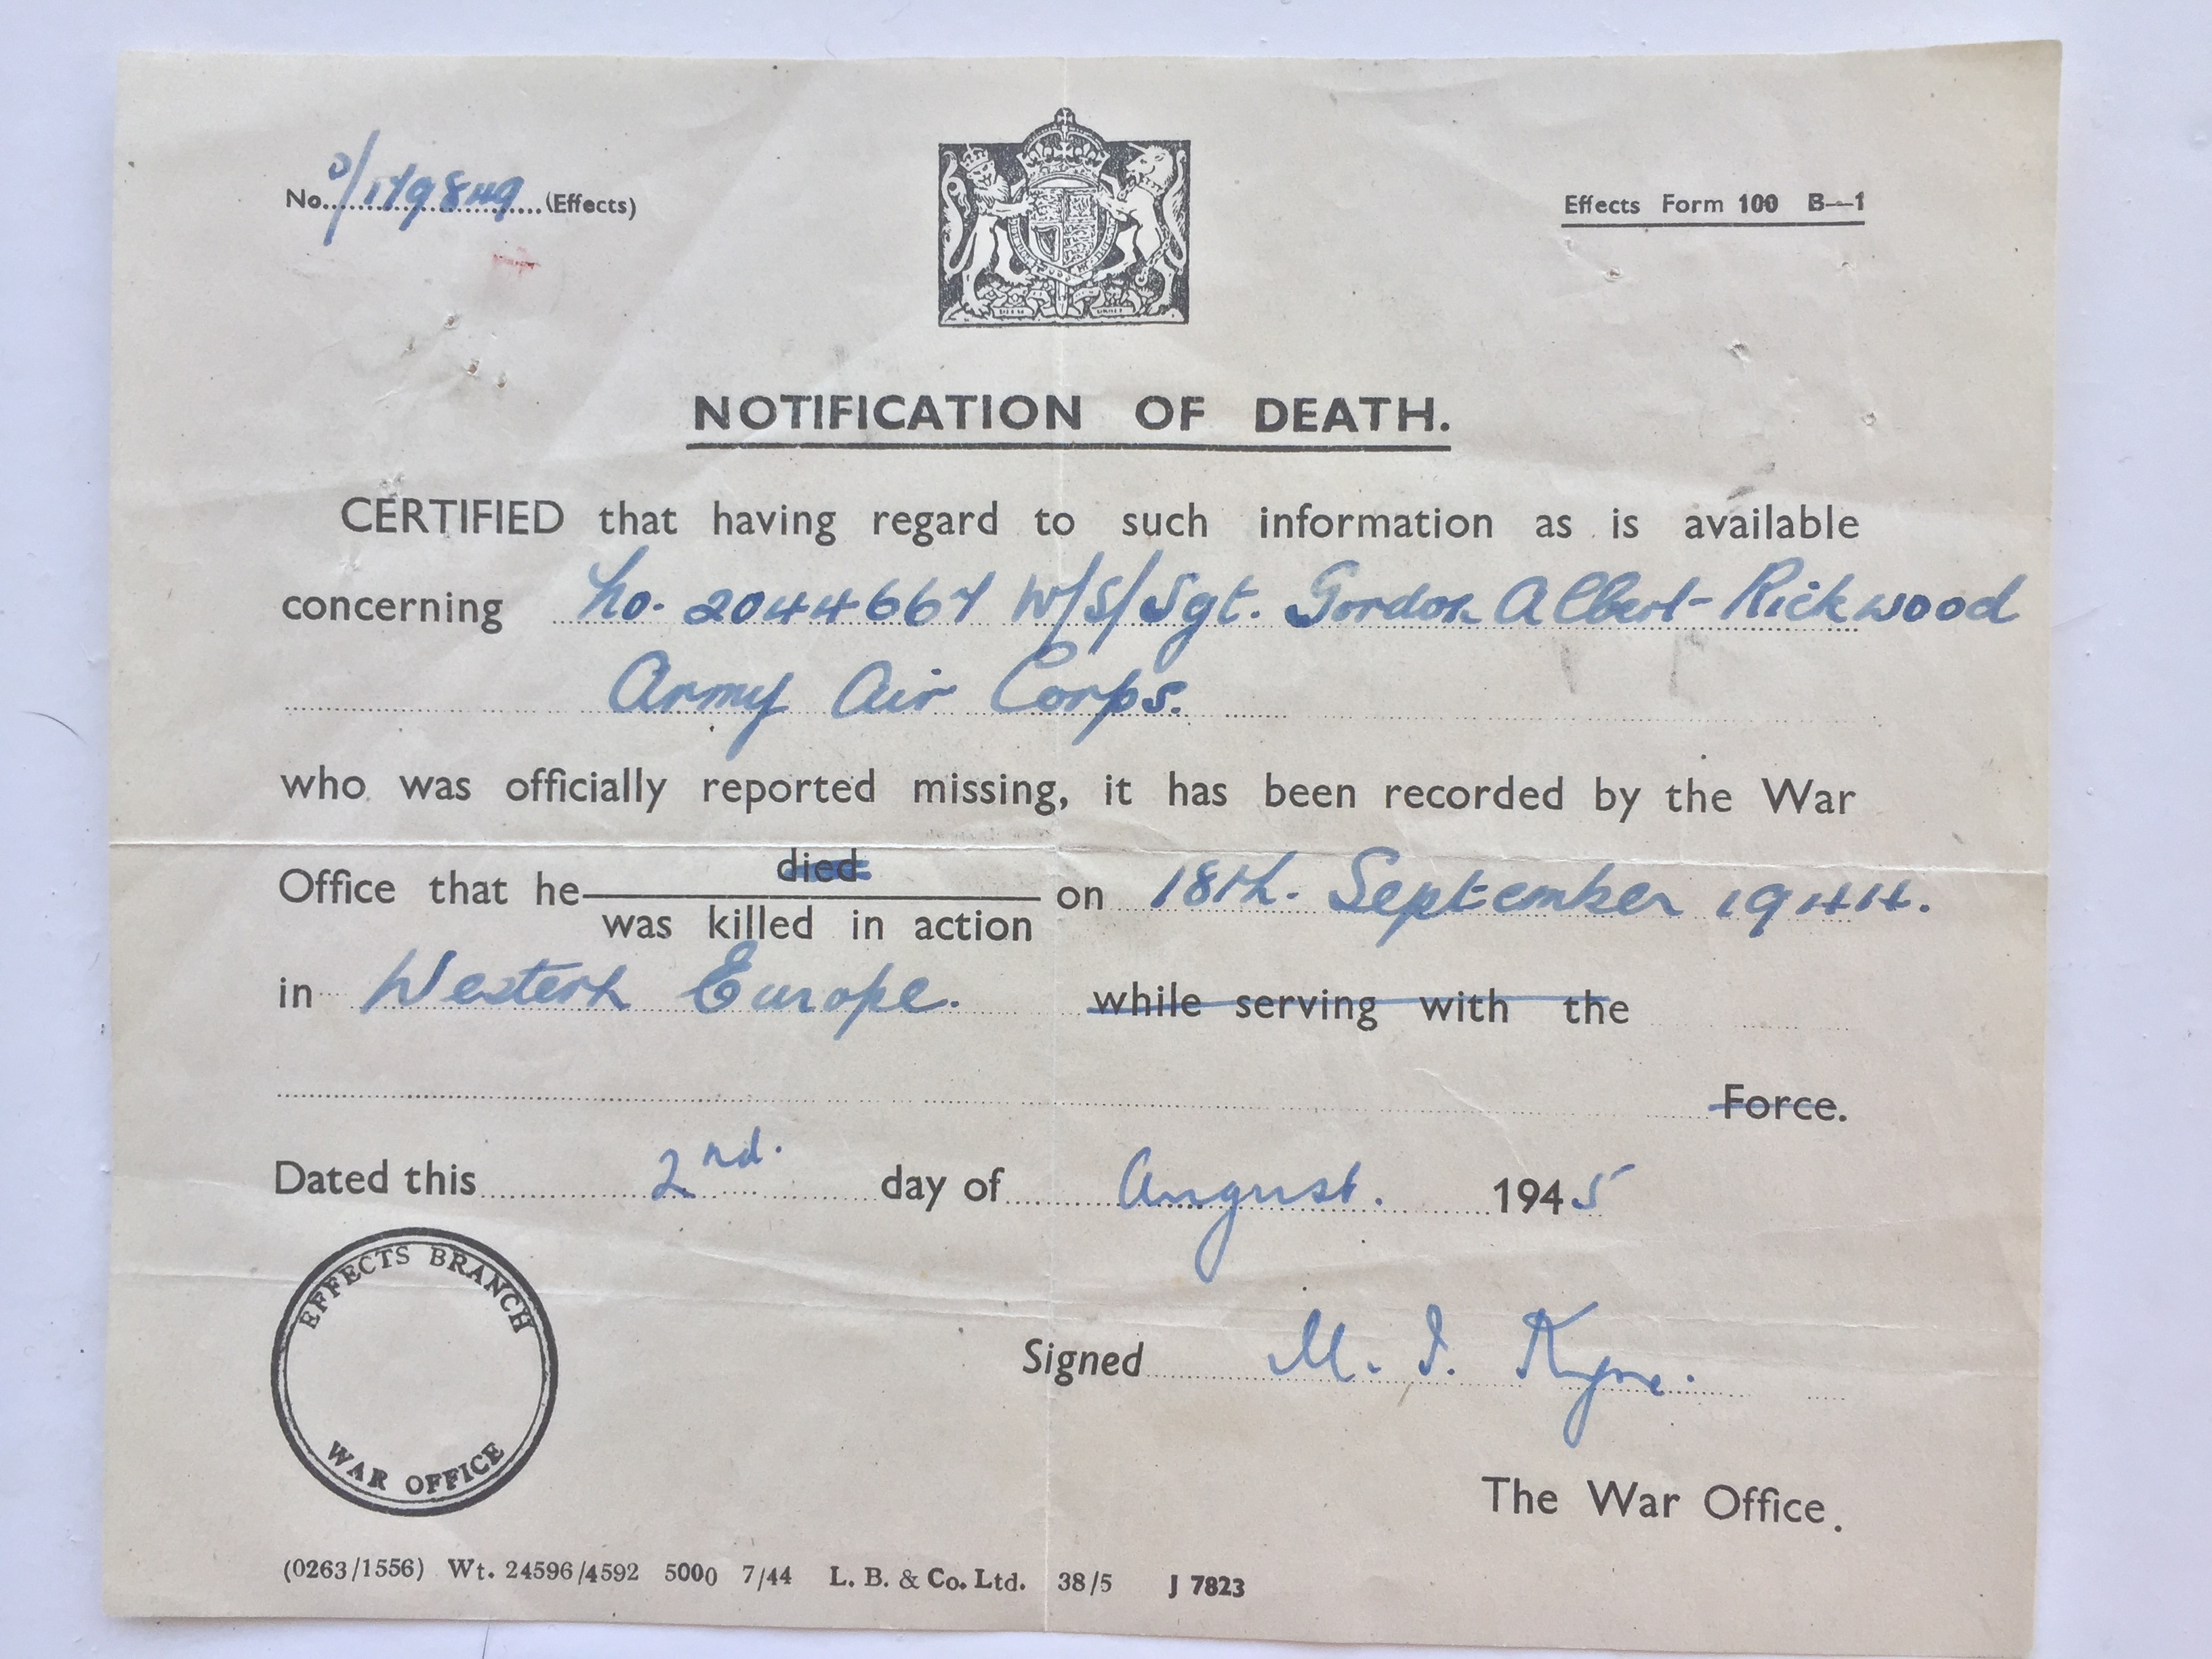 No. 0/179849 (Effects)
Effects Form 100 B—1
NOTIFICATION OF DEATH.
CERTIFIED that having regard to such information as is available
concerning No. 2044667 W/S/Sgt. Gordon Albert Rickwood
Army Air Corps.
who was officially reported missing, it has been recorded by the War
died
Office that he on 18th. September 1944.
was killed in action
in Western Europe. while serving with the
Force.
Dated this 2nd. day of August. 1945
EFFECTS BRANCH
WAR OFFICE
Signed M. J.
The War Office.
(0263/1556) Wt. 24596/4592 5000 7/44 L. B. & Co. Ltd. 38/5 J 7823